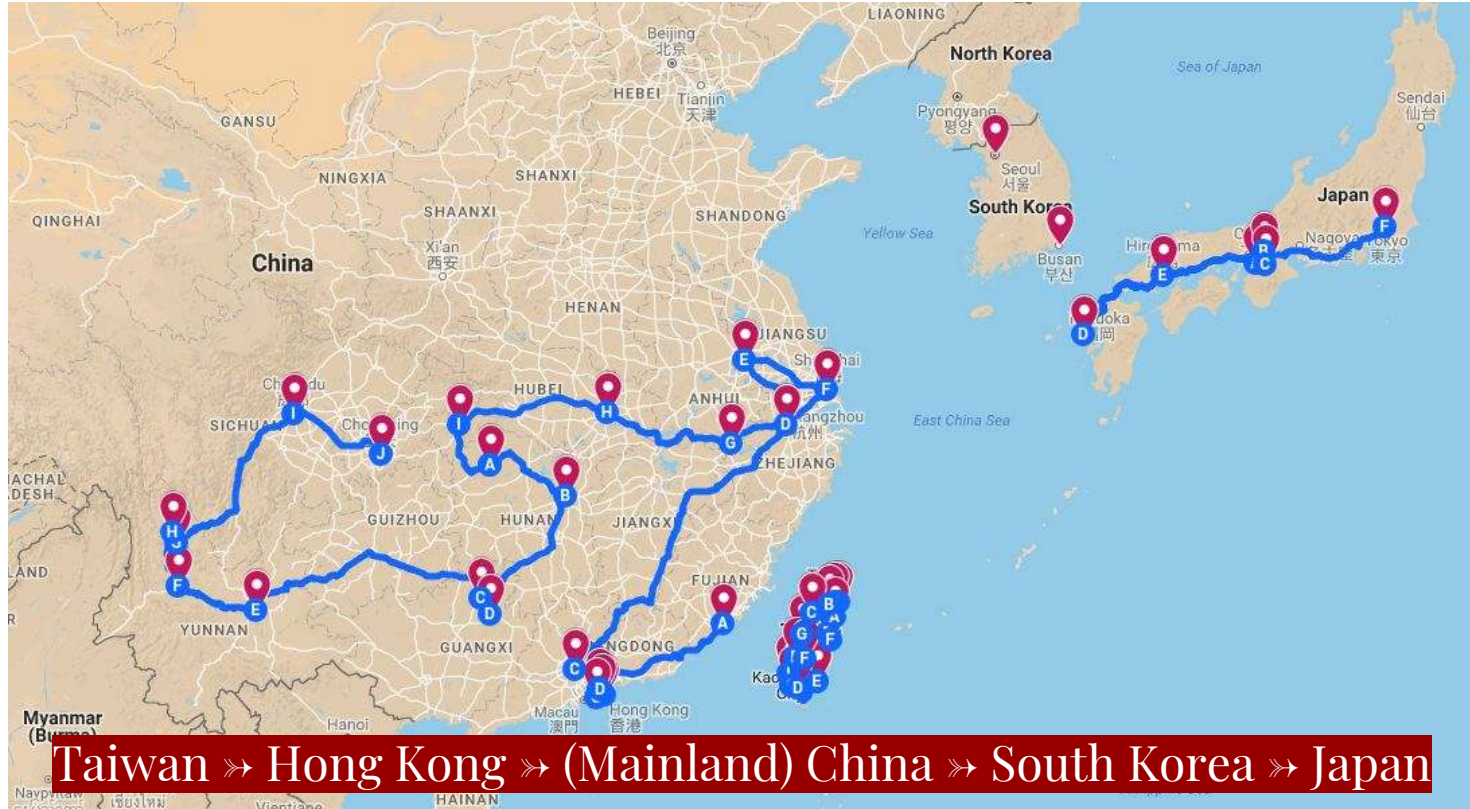 LIAONING
Beijing
北京
North Korea
Sea of Japan
HEBEI
Tianjin
天津
Sendai
仙台
GANSU
Pyongyang
평양
NINGXIA
SHANXI
Seoul
서울
QINGHAI
SHAANXI
SHANDONG
South Korea
Japan
Yellow Sea
Xi'an
西安
Busan
부산
Nagoya
Tokyo
東京
China
B
C
E
F
HENAN
JIANGSU
D
E
HUBEI
ANHUI
F
I
SICHUAN
I
H
G
D
杭州
East China Sea
J
A
ZHEJIANG
B
GUIZHOU
HUNAN
JIANGXI
H
J
F
E
C
D
FUJIAN
A
B
C
A
YUNNAN
GUANGXI
C
G
F
F
E
D
D
Macau
澳門
Hong Kong
香港
Hanoi
Myanmar
Taiwan ⤖ Hong Kong ⤖ (Mainland) China ⤖ South Korea ⤖ Japan
HAINAN